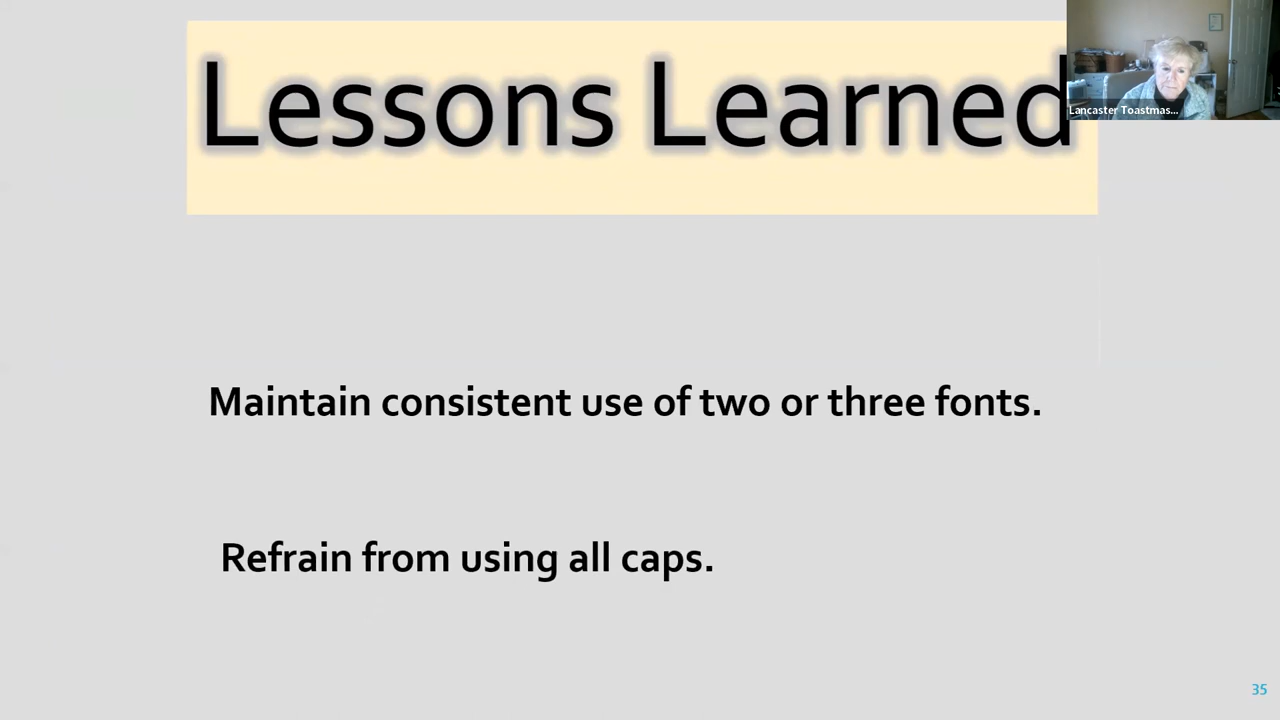 Lessons Learned
Lancaster Toastmas...
Maintain consistent use of two or three fonts.
Refrain from using all caps.
35